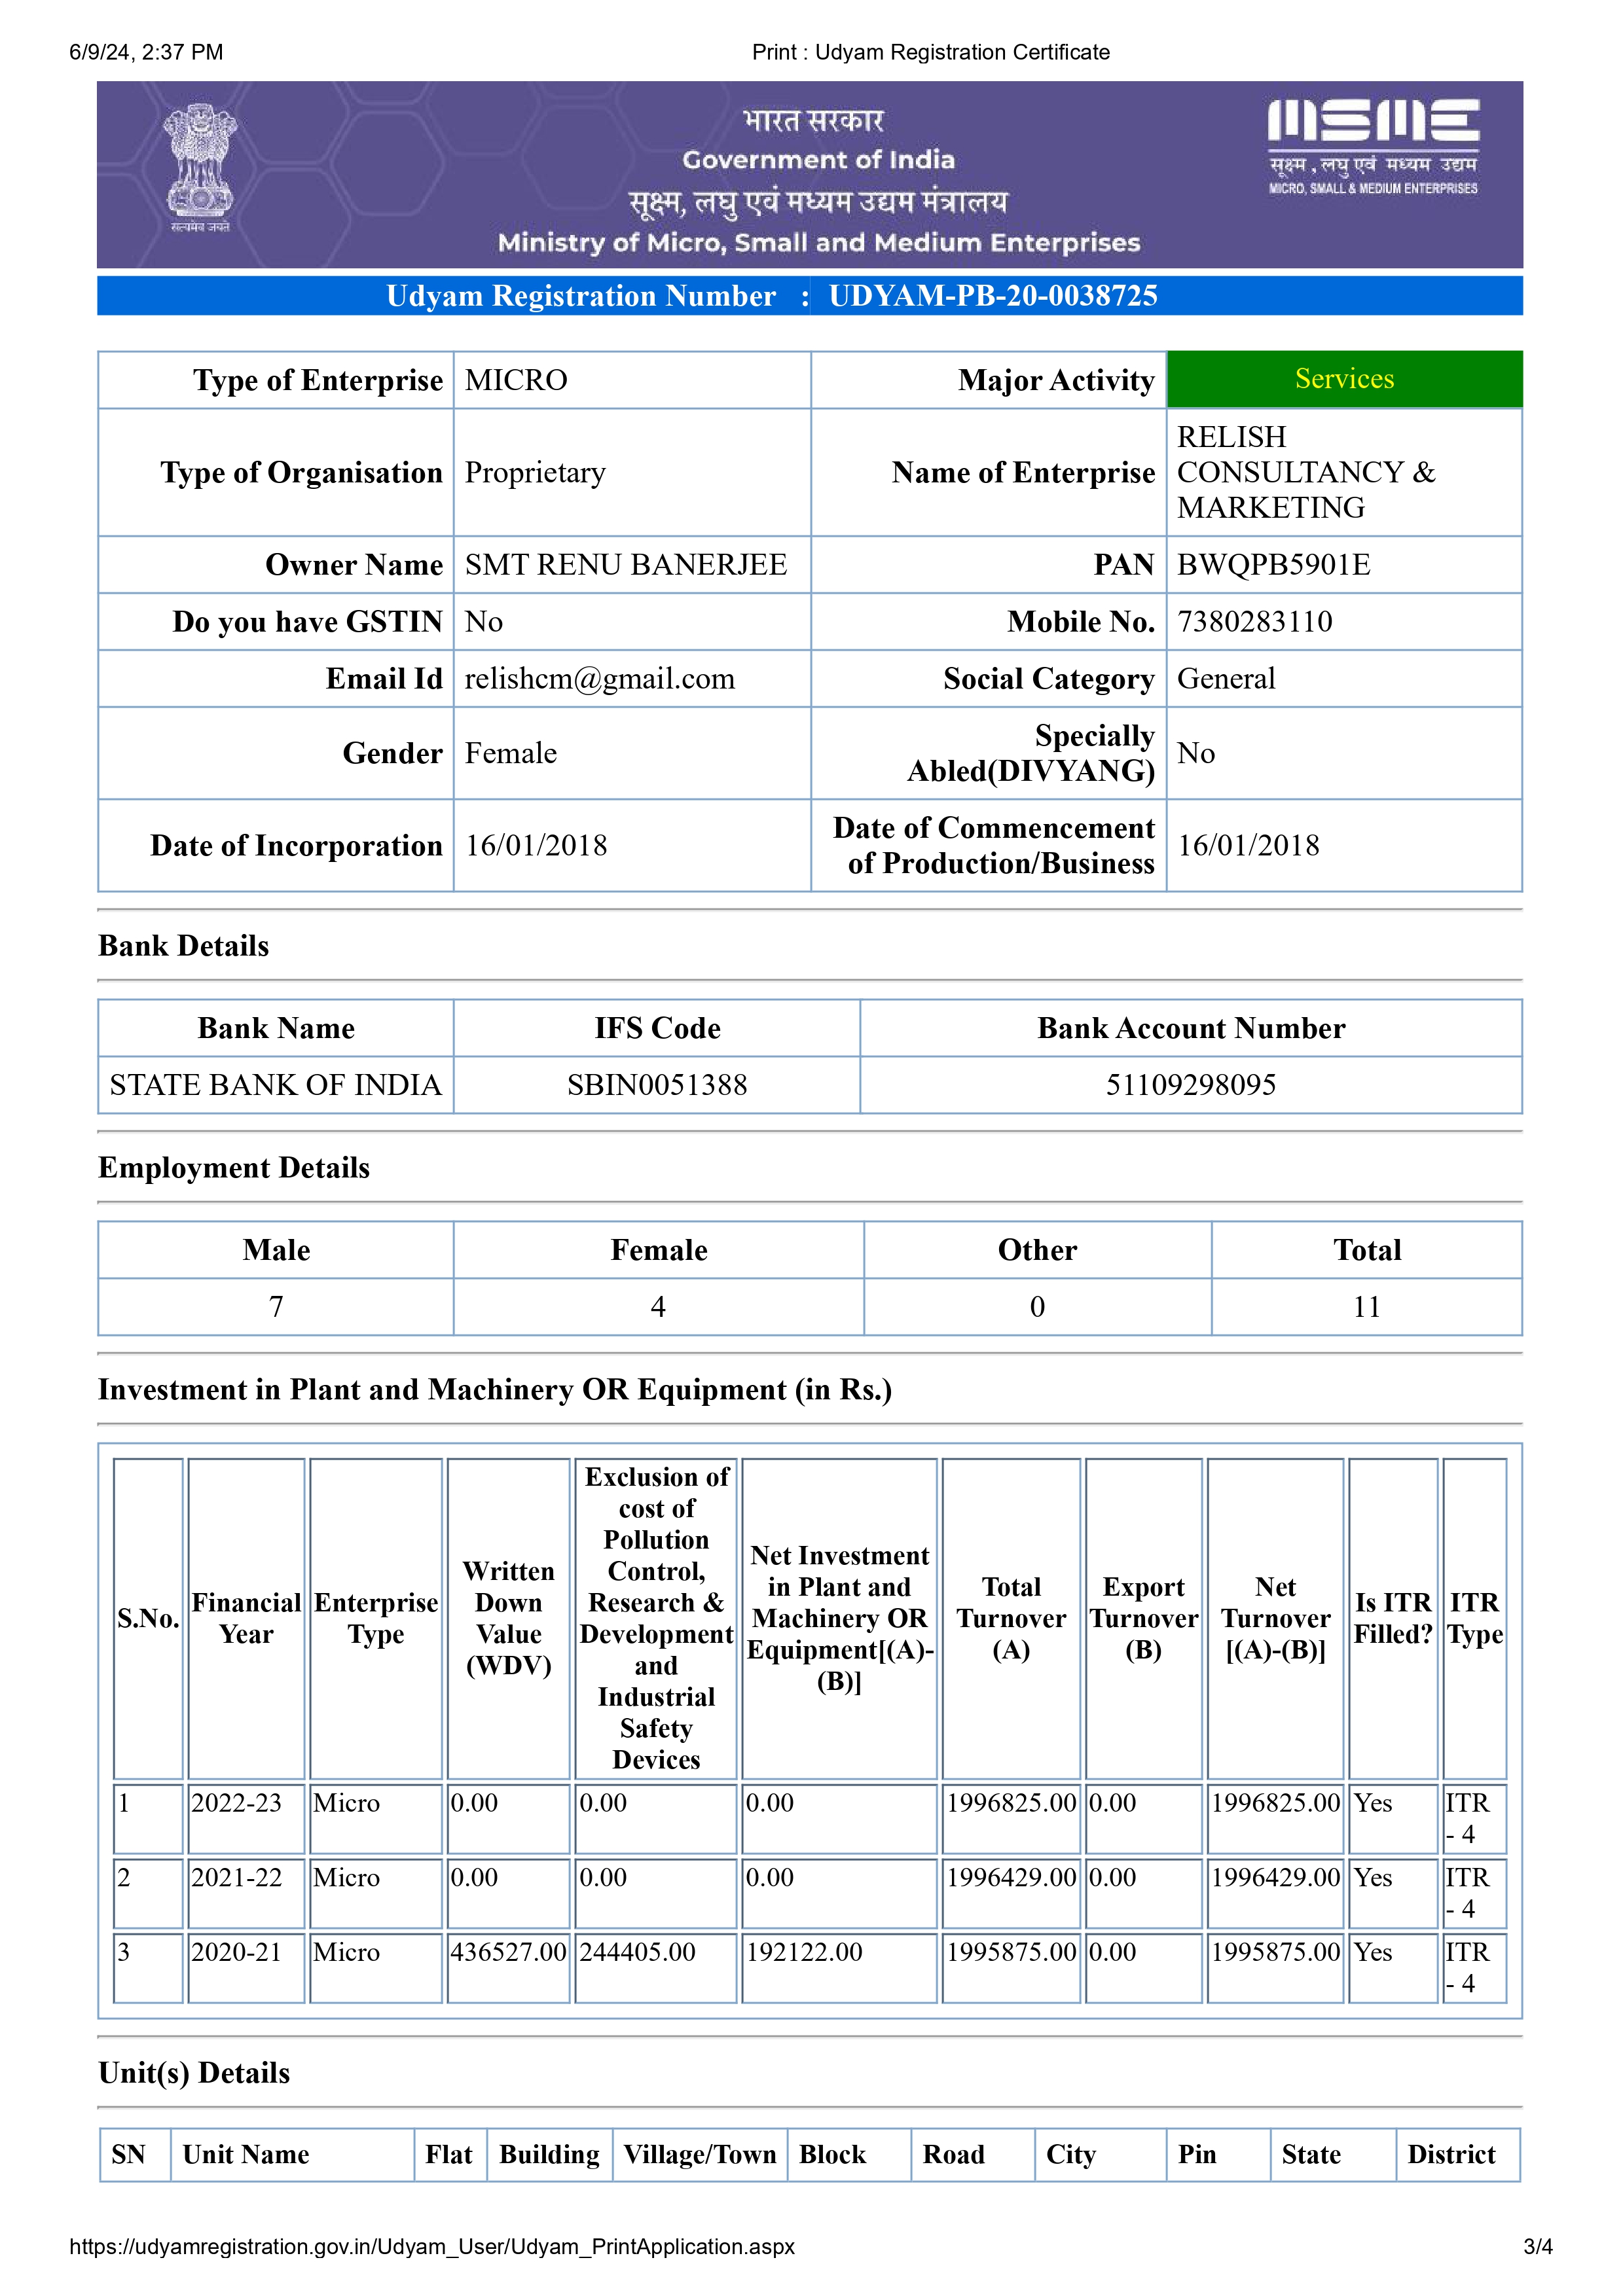 6/9/24, 2:37 PM Print : Udyam Registration Certificate
सत्यमेव जयते
भारत सरकार
Government of India
सूक्ष्म, लघु एवं मध्यम उद्यम मंत्रालय
Ministry of Micro, Small and Medium Enterprises
MSME
सूक्ष्म , लघु एवं मध्यम उद्यम
MICRO, SMALL & MEDIUM ENTERPRISES
Udyam Registration Number : UDYAM-PB-20-0038725
Type of Enterprise MICRO Major Activity Services
Type of Organisation Proprietary Name of Enterprise RELISH
CONSULTANCY &
MARKETING
Owner Name SMT RENU BANERJEE PAN BWQPB5901E
Do you have GSTIN No Mobile No. 7380283110
Email Id relishcm@gmail.com Social Category General
Gender Female Specially
Abled(DIVYANG) No
Date of Incorporation 16/01/2018 Date of Commencement
of Production/Business 16/01/2018
Bank Details
Bank Name IFS Code Bank Account Number
STATE BANK OF INDIA SBIN0051388 51109298095
Employment Details
Male Female Other Total
7 4 0 11
Investment in Plant and Machinery OR Equipment (in Rs.)
S.No.
Financial
Year
Enterprise
Type
Written
Down
Value
(WDV)
Exclusion of
cost of
Pollution
Control,
Research &
Development
and
Industrial
Safety
Devices
Net Investment
in Plant and
Machinery OR
Equipment[(A)-
(B)]
Total
Turnover
(A)
Export
Turnover
(B)
Net
Turnover
[(A)-(B)]
Is ITR
Filled?
ITR
Type
1 2022-23 Micro 0.00 0.00 0.00 1996825.00 0.00 1996825.00 Yes ITR
- 4
2 2021-22 Micro 0.00 0.00 0.00 1996429.00 0.00 1996429.00 Yes ITR
- 4
3 2020-21 Micro 436527.00 244405.00 192122.00 1995875.00 0.00 1995875.00 Yes ITR
- 4
Unit(s) Details
SN Unit Name Flat Building Village/Town Block Road City Pin State District
https://udyamregistration.gov.in/Udyam_User/Udyam_PrintApplication.aspx 3/4